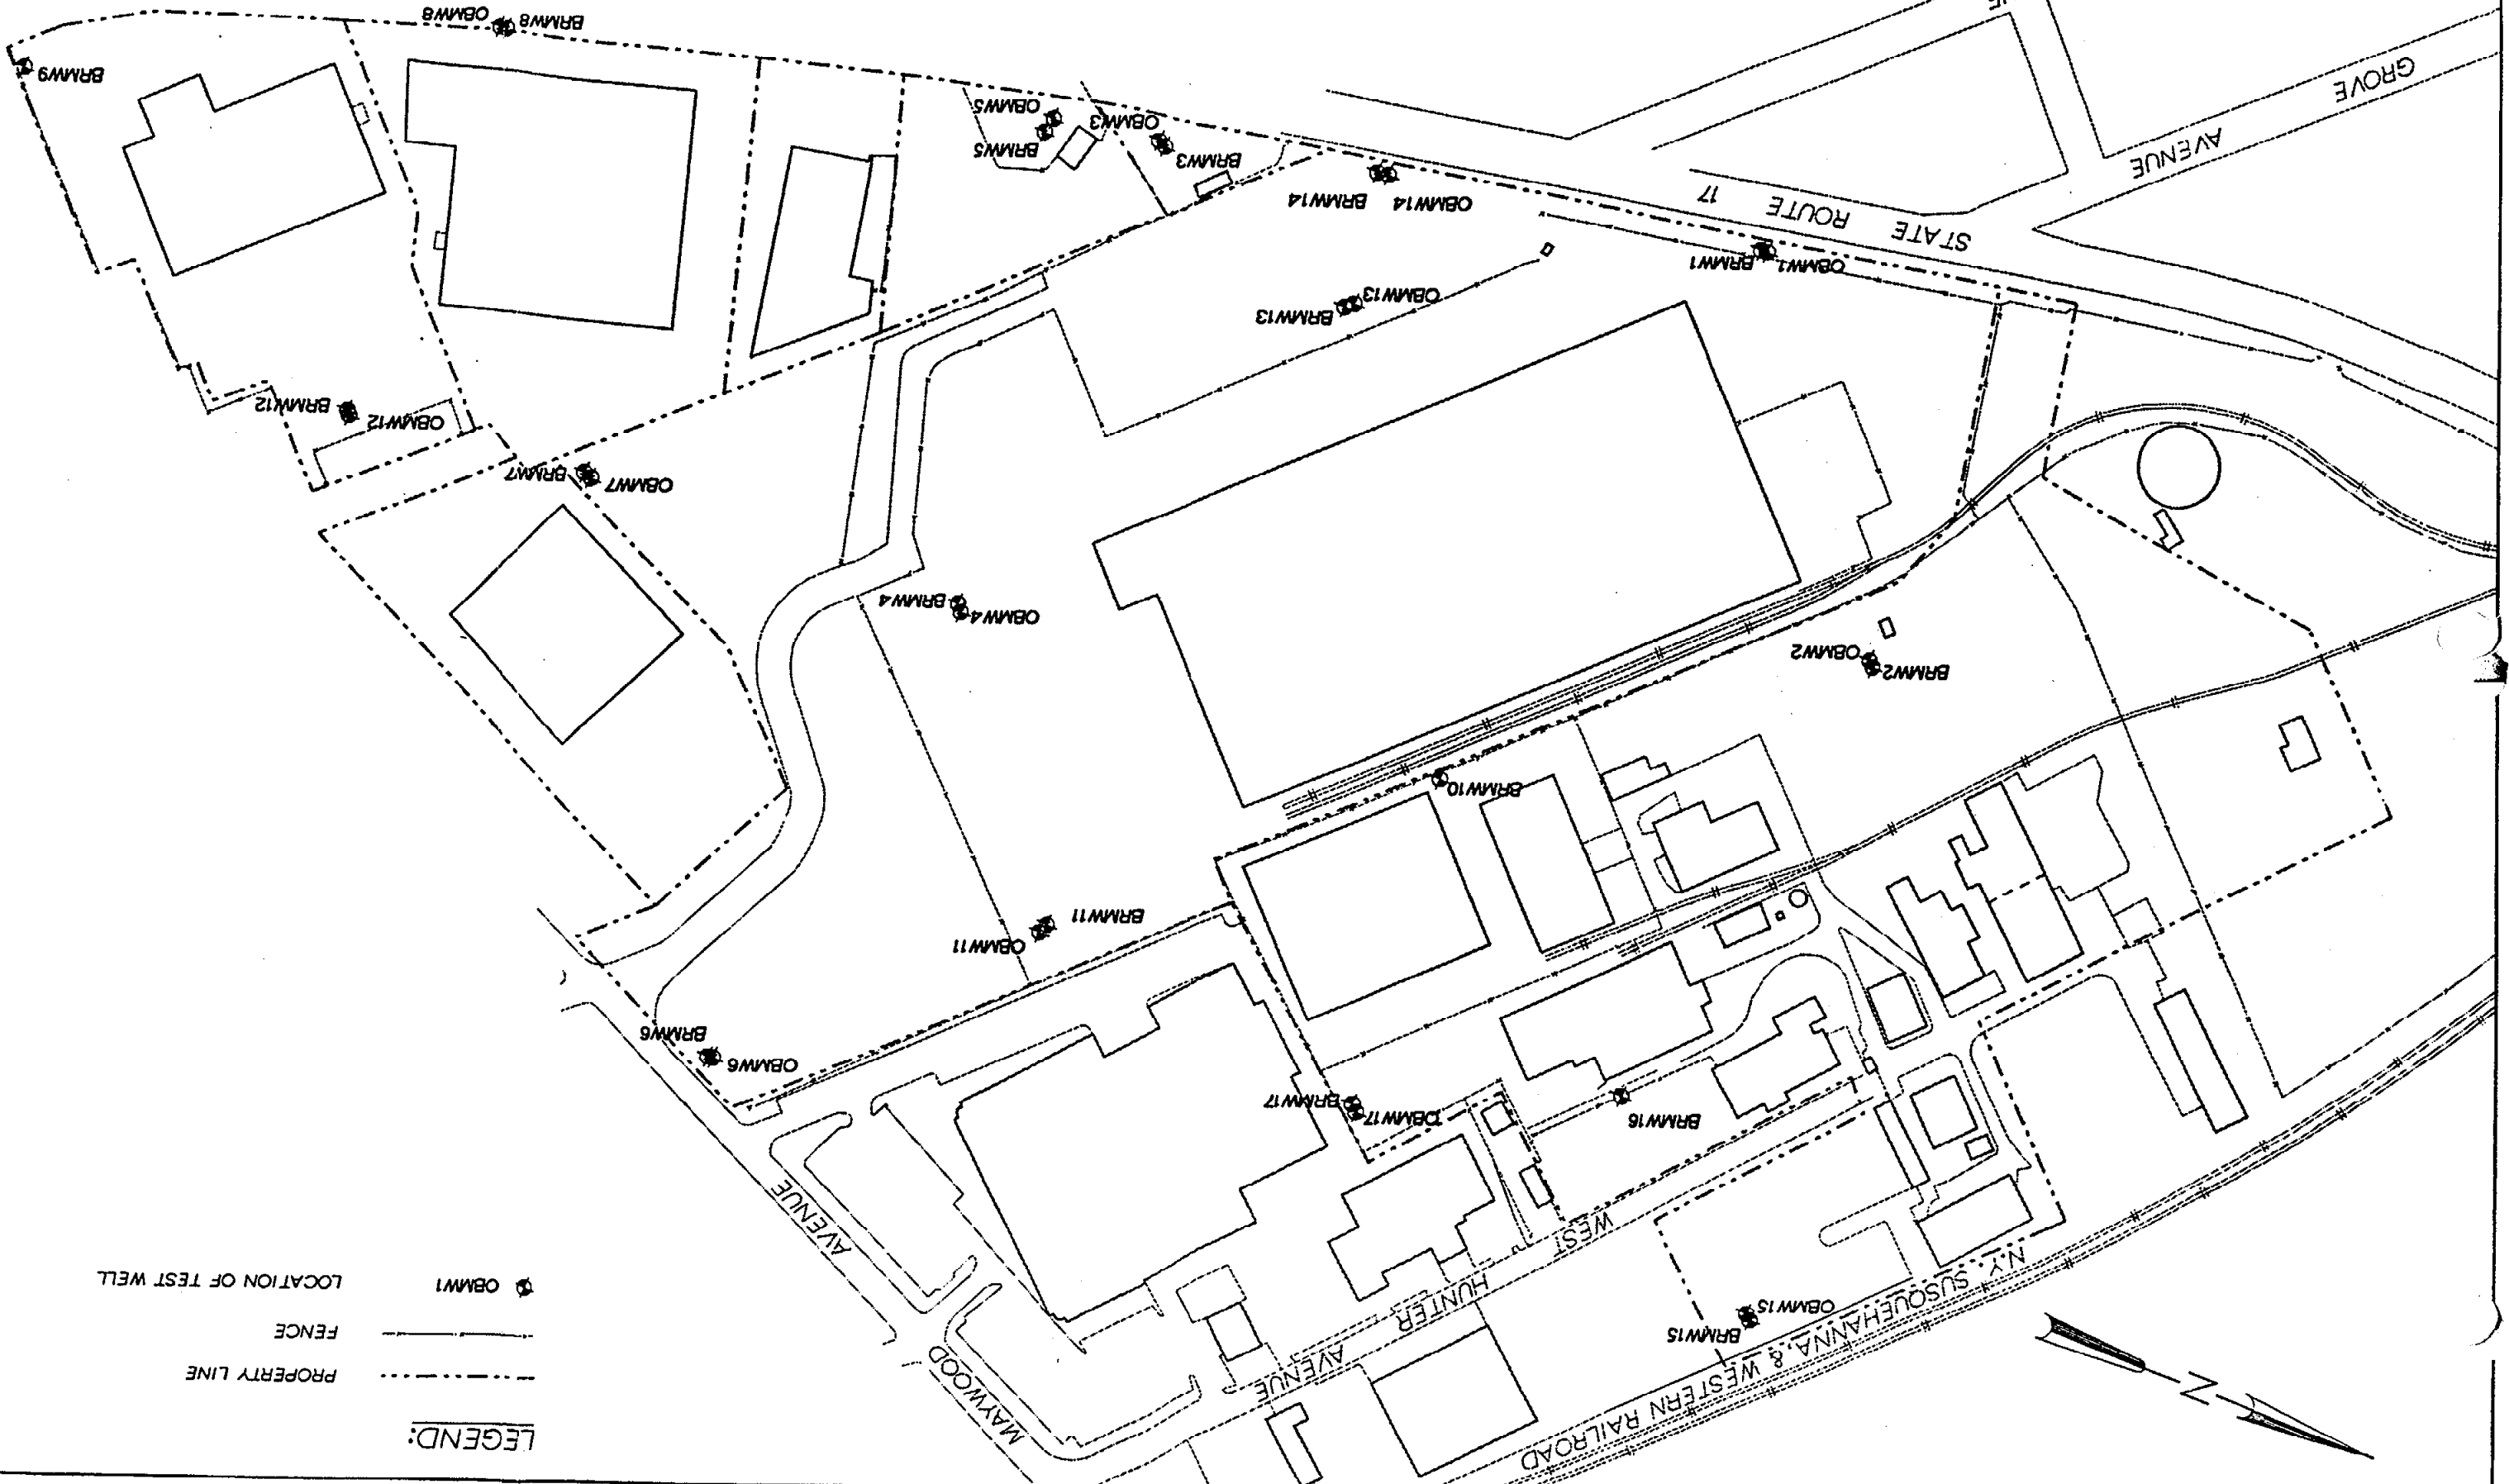 N.Y. SUSQUEHANNA, & WESTERN RAILROAD
N
MAYWOOD
AVENUE
LEGEND:
PROPERTY LINE
FENCE
OBMW1 LOCATION OF TEST WELL
BRMW15
OBMW15
WEST
HUNTER
AVENUE
BRMW16
OBMW17
BRMW17
OBMW6
BRMW6
OBMW11
BRMW11
BRMW10
BRMW2
OBMW2
OBMW4
BRMW4
OBMW7
BRMW7
OBMW12
BRMW12
OBMW13
BRMW13
OBMW1
BRMW1
STATE ROUTE 17
OBMW14
BRMW14
GROVE
AVENUE
BRMW3
OBMW3
BRMW5
OBMW5
BRMW9
BRMW8
OBMW8